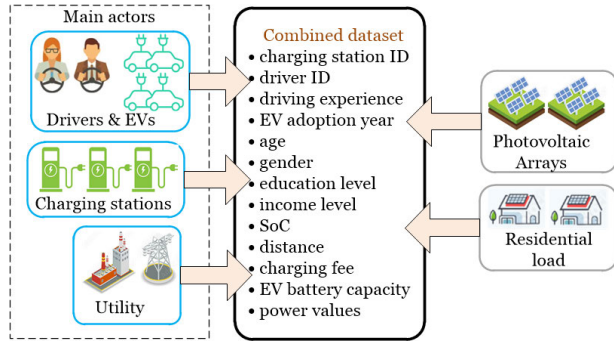 Main actors
Drivers & EVs
Charging stations
Utility
Combined dataset
• charging station ID
• driver ID
• driving experience
• EV adoption year
• age
• gender
• education level
• income level
• SoC
• distance
• charging fee
• EV battery capacity
• power values
Photovoltaic
Arrays
Residential
load